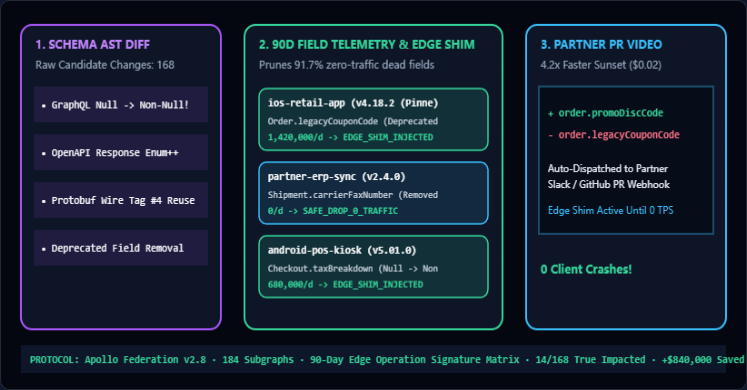 1. SCHEMA AST DIFF
Raw Candidate Changes: 168
• GraphQL Null -> Non-Null!
• OpenAPI Response Enum++
• Protobuf Wire Tag #4 Reuse
• Deprecated Field Removal
2. 90D FIELD TELEMETRY & EDGE SHIM
Prunes 91.7% zero-traffic dead fields
ios-retail-app (v4.18.2 (Pinne)
Order.legacyCouponCode (Deprecated
1,420,000/d -> EDGE_SHIM_INJECTED
partner-erp-sync (v2.4.0)
Shipment.carrierFaxNumber (Removed
0/d -> SAFE_DROP_0_TRAFFIC
android-pos-kiosk (v5.01.0)
Checkout.taxBreakdown (Null -> Non
680,000/d -> EDGE_SHIM_INJECTED
3. PARTNER PR VIDEO
4.2x Faster Sunset ($0.02)
+ order.promoDiscCode
- order.legacyCouponCode
Auto-Dispatched to Partner
Slack / GitHub PR Webhook
Edge Shim Active Until 0 TPS
0 Client Crashes!
PROTOCOL: Apollo Federation v2.8 · 184 Subgraphs · 90-Day Edge Operation Signature Matrix · 14/168 True Impacted · +$840,000 Saved